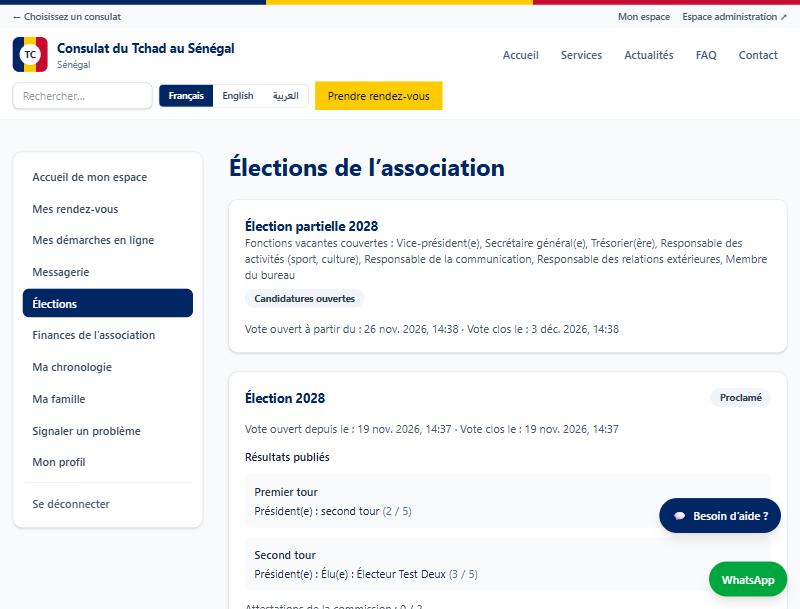 ← Choisissez un consulat
Mon espace
Espace administration ↗
TC
Consulat du Tchad au Sénégal
Sénégal
Accueil
Services
Actualités
FAQ
Contact
Rechercher...
Français
English
العربية
Prendre rendez-vous
Accueil de mon espace
Mes rendez-vous
Mes démarches en ligne
Messagerie
Élections
Finances de l'association
Ma chronologie
Ma famille
Signaler un problème
Mon profil
Se déconnecter
Élections de l'association
Élection partielle 2028
Fonctions vacantes couvertes : Vice-président(e), Secrétaire général(e), Trésorier(ère), Responsable des
activités (sport, culture), Responsable de la communication, Responsable des relations extérieures, Membre
du bureau
Candidatures ouvertes
Vote ouvert à partir du : 26 nov. 2026, 14:38 · Vote clos le : 3 déc. 2026, 14:38
Élection 2028
Proclamé
Vote ouvert depuis le : 19 nov. 2026, 14:37 · Vote clos le : 19 nov. 2026, 14:37
Résultats publiés
Premier tour
Président(e) : second tour (2 / 5)
Second tour
Président(e) : Élu(e) : Électeur Test Deux (3 / 5)
Attestations de la commission : 0 / 2
Besoin d'aide ?
WhatsApp